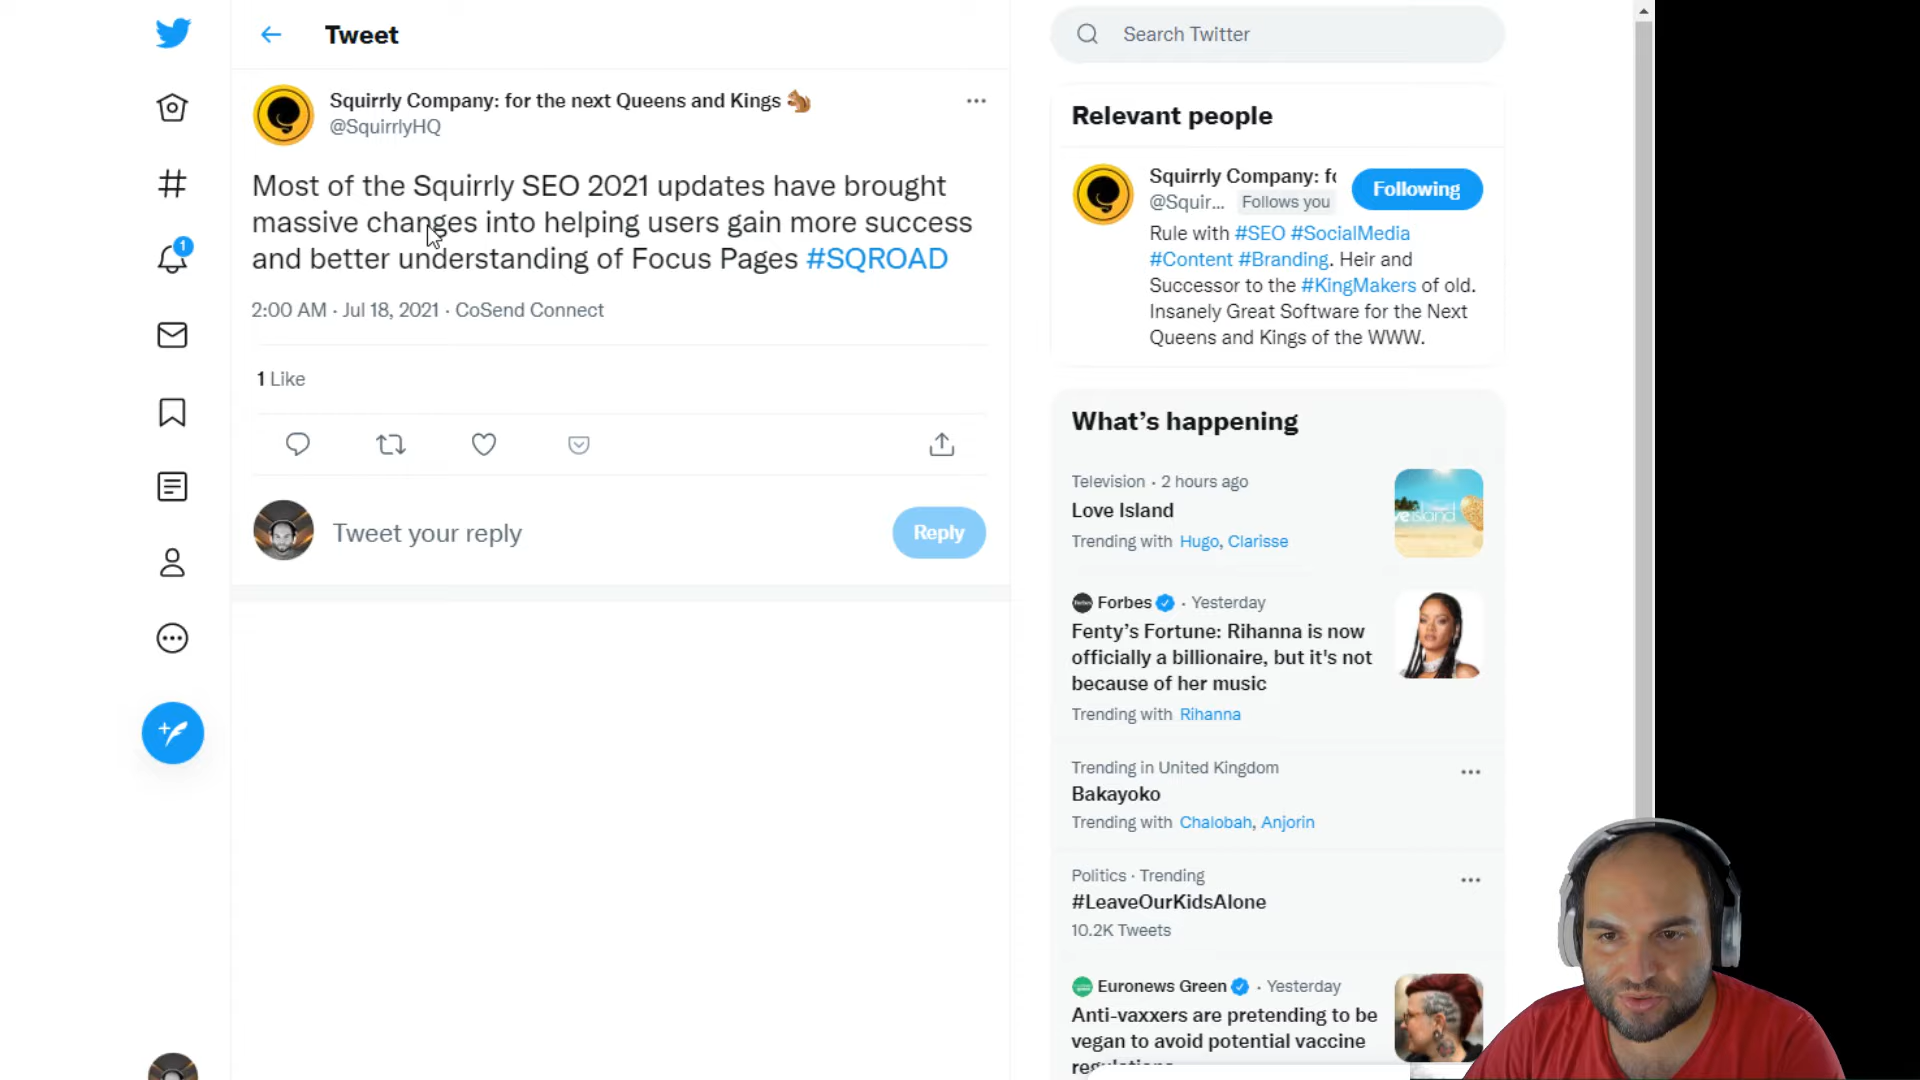 Tweet
Squirrly Company: for the next Queens and Kings 🐿️
@SquirrlyHQ
Most of the Squirrly SEO 2021 updates have brought
massive changes into helping users gain more success
and better understanding of Focus Pages #SQROAD
2:00 AM · Jul 18, 2021 · CoSend Connect
1 Like
Tweet your reply
Reply
1
Search Twitter
Relevant people
Squirrly Company: fo
@Squir... Follows you
Following
Rule with #SEO #SocialMedia
#Content #Branding. Heir and
Successor to the #KingMakers of old.
Insanely Great Software for the Next
Queens and Kings of the WWW.
What's happening
Television · 2 hours ago
Love Island
Trending with Hugo, Clarisse
Forbes · Yesterday
Fenty's Fortune: Rihanna is now
officially a billionaire, but it's not
because of her music
Trending with Rihanna
Trending in United Kingdom
Bakayoko
Trending with Chalobah, Anjorin
Politics · Trending
#LeaveOurKidsAlone
10.2K Tweets
Euronews Green · Yesterday
Anti-vaxxers are pretending to be
vegan to avoid potential vaccine